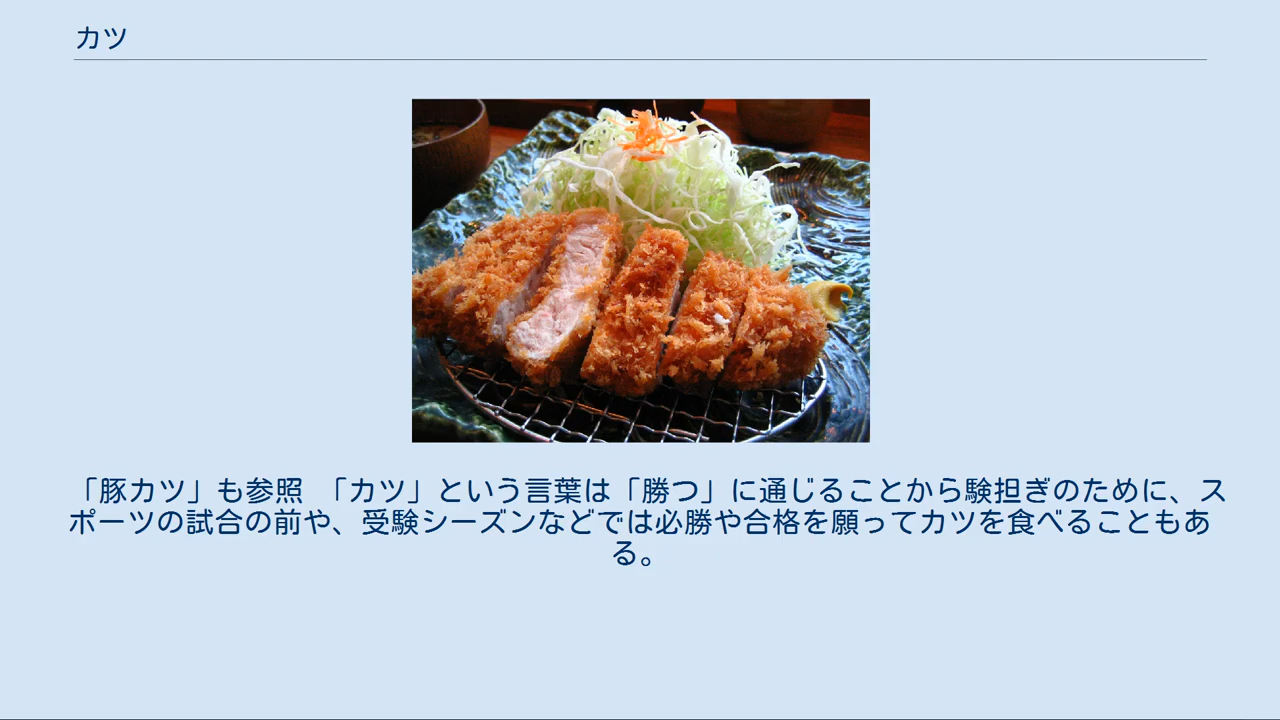 カツ
「豚カツ」も参照　「カツ」という言葉は「勝つ」に通じることから験担ぎのために、ス
ポーツの試合の前や、受験シーズンなどでは必勝や合格を願ってカツを食べることもあ
る。